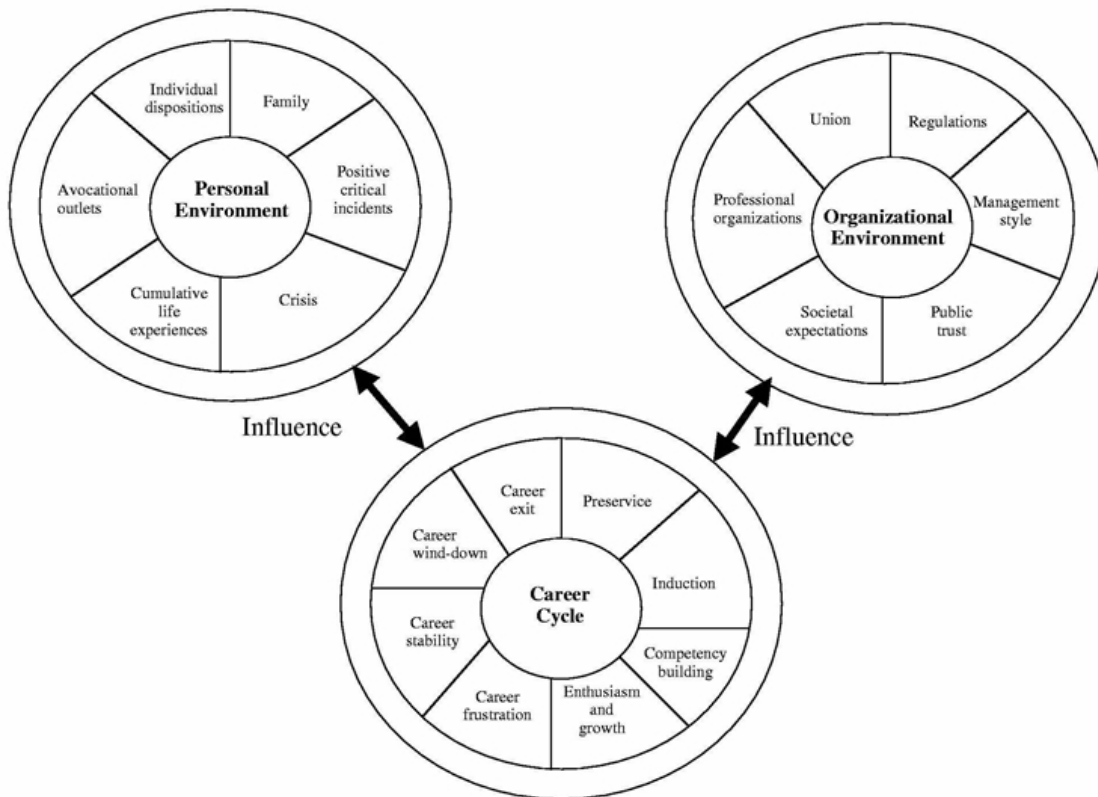 Individual
dispositions
Family
Positive
critical
incidents
Crisis
Cumulative
life
experiences
Avocational
outlets
Personal
Environment
Union
Regulations
Management
style
Public
trust
Societal
expectations
Professional
organizations
Organizational
Environment
Influence
Influence
Career
exit
Preservice
Induction
Competency
building
Enthusiasm
and
growth
Career
frustration
Career
stability
Career
wind-down
Career
Cycle